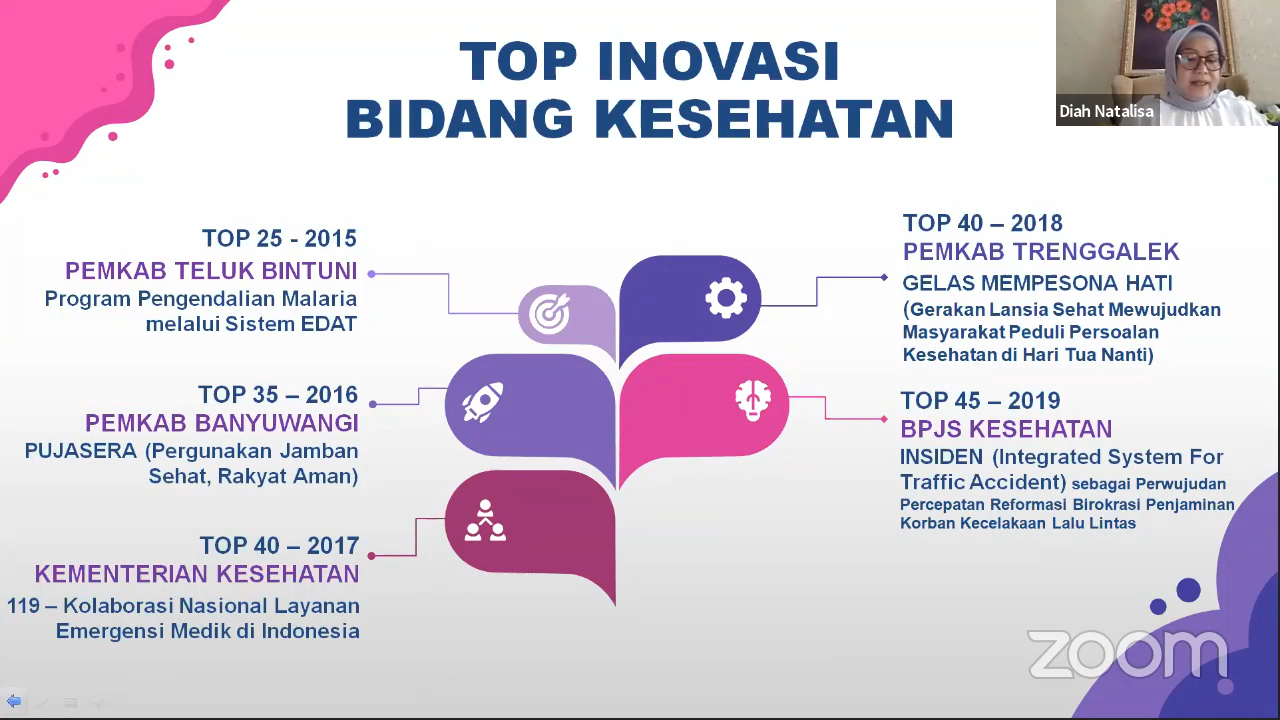 TOP INOVASI
BIDANG KESEHATAN
Diah Natalisa
TOP 25 - 2015
PEMKAB TELUK BINTUNI
Program Pengendalian Malaria
melalui Sistem EDAT
TOP 35 – 2016
PEMKAB BANYUWANGI
PUJASERA (Pergunakan Jamban
Sehat, Rakyat Aman)
TOP 40 – 2017
KEMENTERIAN KESEHATAN
119 – Kolaborasi Nasional Layanan
Emergensi Medik di Indonesia
TOP 40 – 2018
PEMKAB TRENGGALEK
GELAS MEMPESONA HATI
(Gerakan Lansia Sehat Mewujudkan
Masyarakat Peduli Persoalan
Kesehatan di Hari Tua Nanti)
TOP 45 – 2019
BPJS KESEHATAN
INSIDEN (Integrated System For
Traffic Accident) sebagai Perwujudan
Percepatan Reformasi Birokrasi Penjaminan
Korban Kecelakaan Lalu Lintas
zoom